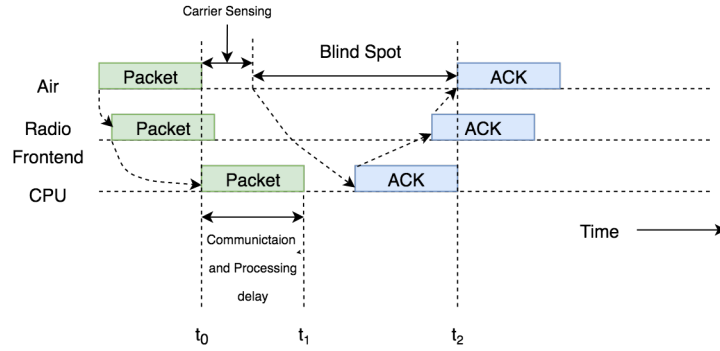 Carrier Sensing
Blind Spot
Air
Packet
ACK
Radio
Frontend
Packet
ACK
CPU
Packet
ACK
Time
Communictaion
and Processing
delay
t0
t1
t2